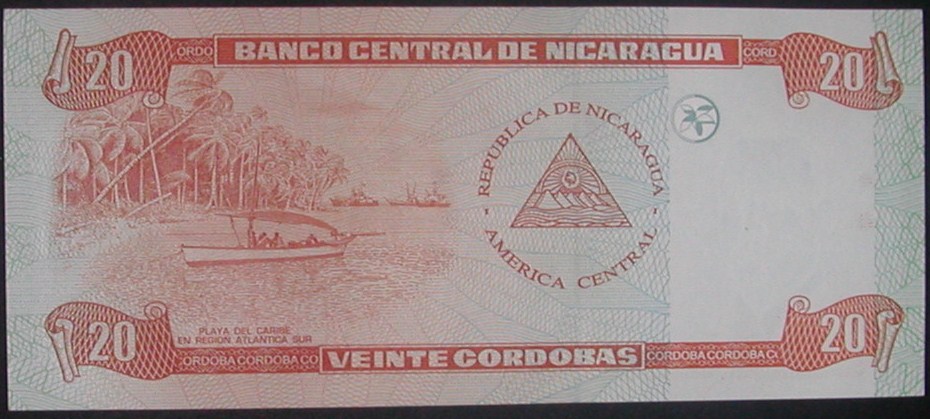 20
ORDO
BANCO CENTRAL DE NICARAGUA
CORD
20
REPUBLICA DE NICARAGUA
AMERICA CENTRAL
PLAYA DEL CARIBE
EN REGION ATLANTICA SUR
20
CORDOBA CORDOBA CO
VEINTE CORDOBAS
CORDOBA CORDOBA CO
20